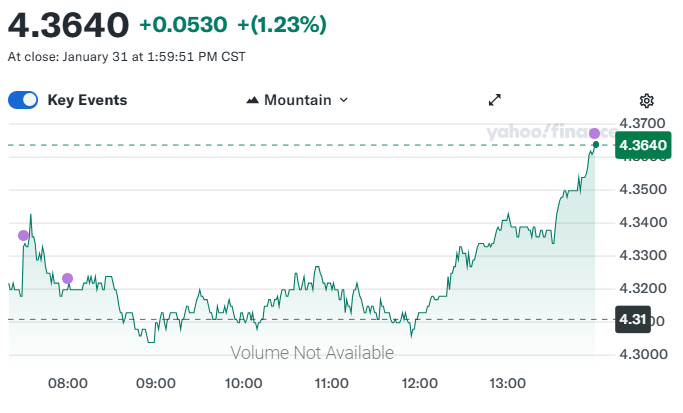 4.3640 +0.0530 +(1.23%)
At close: January 31 at 1:59:51 PM CST
Key Events Mountain
yahoo!finance
4.3700
4.3640
4.3500
4.3400
4.3300
4.3200
4.31
4.3000
Volume Not Available
08:00 09:00 10:00 11:00 12:00 13:00